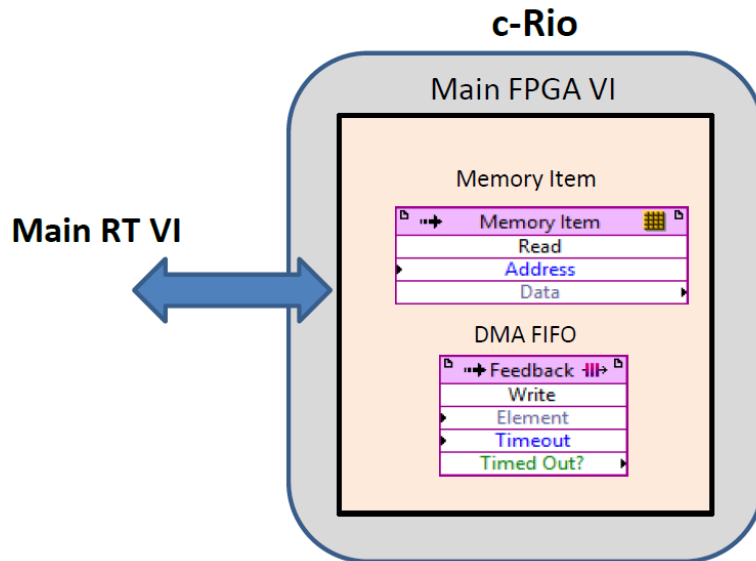 c-Rio
Main FPGA VI
Main RT VI
Memory Item
Memory Item
Read
Address
Data
DMA FIFO
Feedback
Write
Element
Timeout
Timed Out?